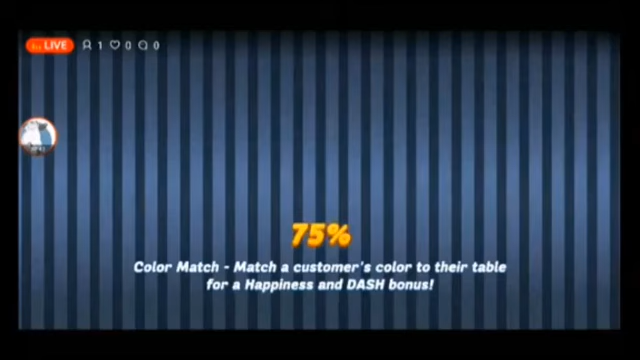 LIVE 1 0 0
75%
Color Match - Match a customer's color to their table
for a Happiness and DASH bonus!